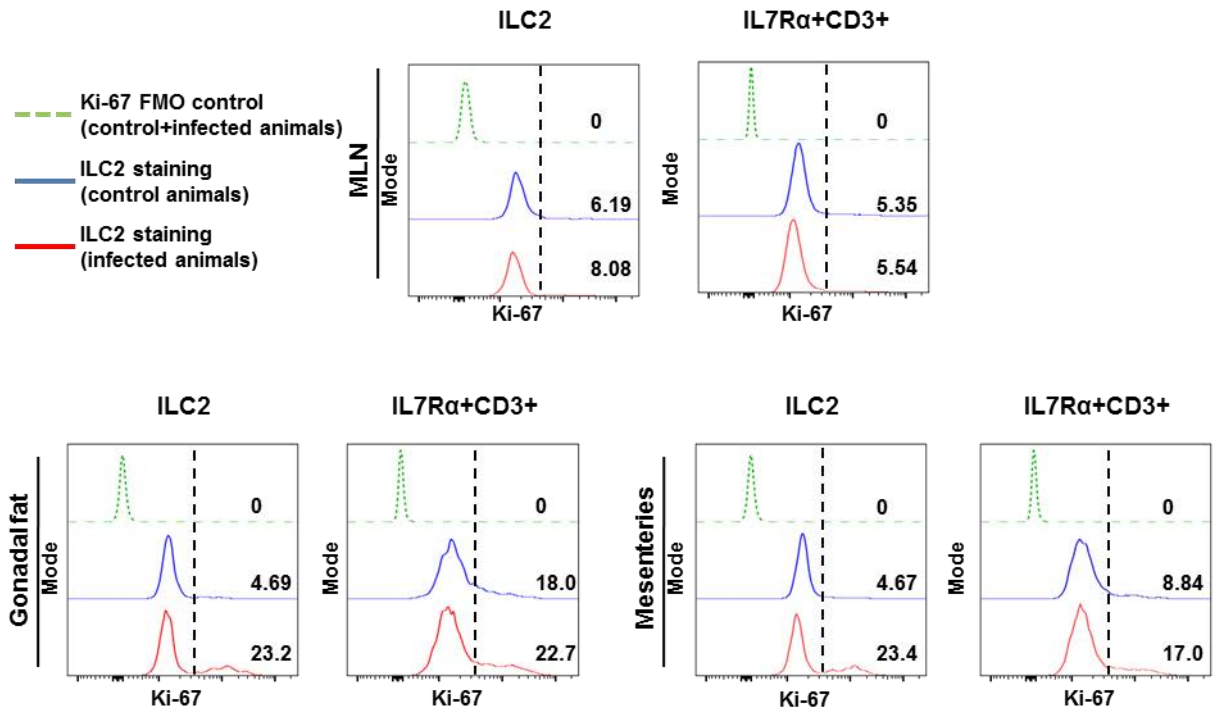 ILC2
IL7Rα+CD3+
Ki-67 FMO control
(control+infected animals)
ILC2 staining
(control animals)
ILC2 staining
(infected animals)
MLN
Mode
0
6.19
8.08
Ki-67
Mode
0
5.35
5.54
Ki-67
ILC2
IL7Rα+CD3+
ILC2
IL7Rα+CD3+
Gonadal fat
Mode
0
4.69
23.2
Ki-67
Mode
0
18.0
22.7
Ki-67
Mesenteries
Mode
0
4.67
23.4
Ki-67
Mode
0
8.84
17.0
Ki-67